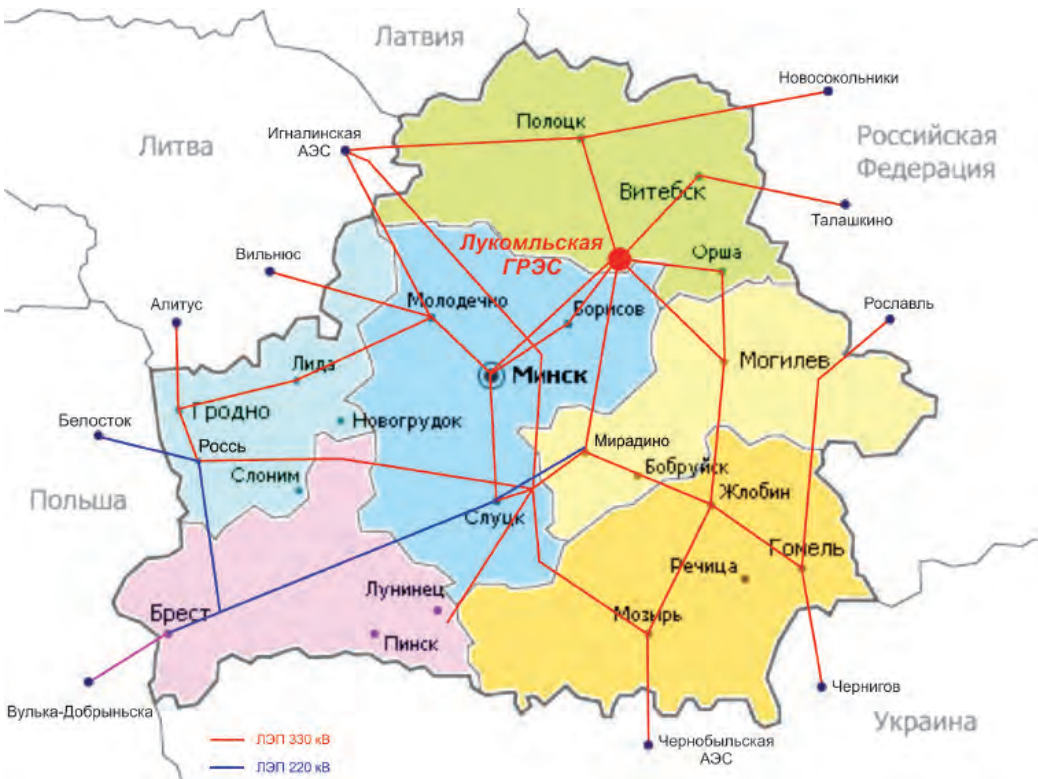 Латвия
Новосокольники
Полоцк
Игналинская
АЭС
Литва
Российская
Федерация
Витебск
Талашкино
Лукомльская
ГРЭС
Орша
Вильнюс
Молодечно
Борисов
Алитус
Рославль
Лида
Минск
Могилев
Гродно
Новогрудок
Белосток
Россь
Мирадино
Бобруйск
Слоним
Польша
Слуцк
Жлобин
Гомель
Речица
Лунинец
Брест
Мозырь
Пинск
Вулька-Добрыньска
Чернигов
Украина
ЛЭП 330 кВ
Чернобыльская
АЭС
ЛЭП 220 кВ